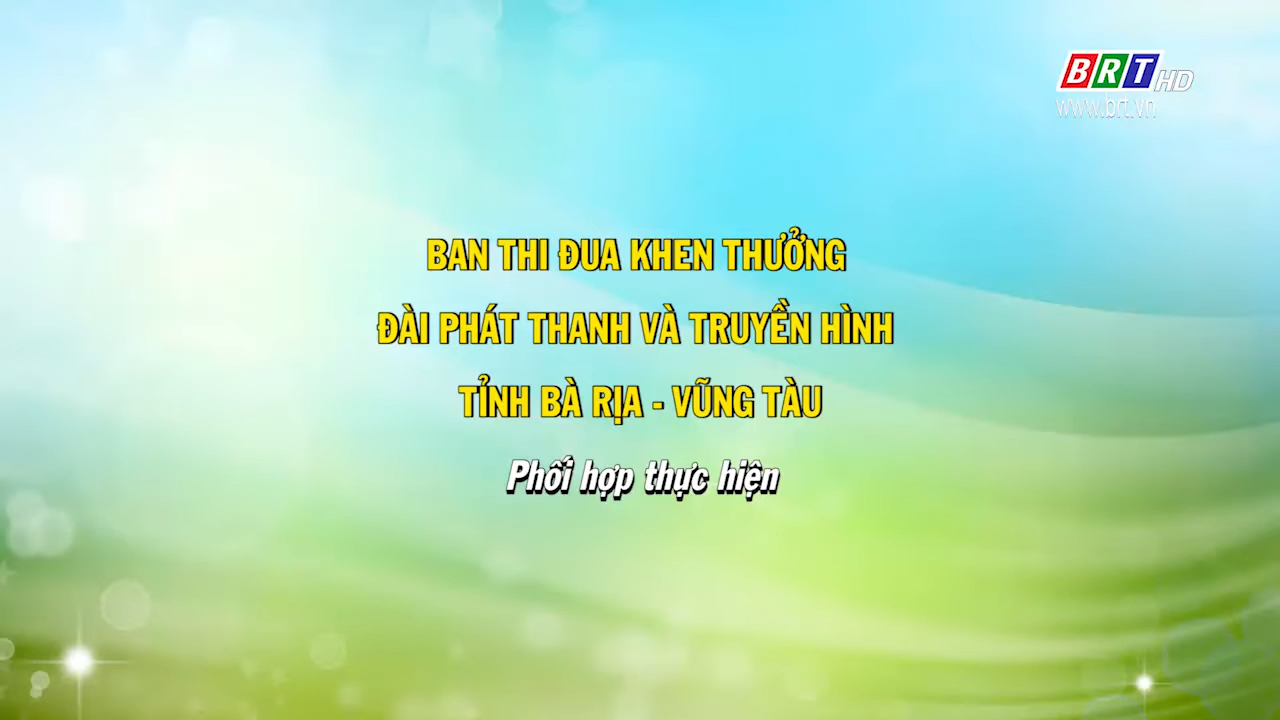 BRT HD
www.brt.vn
BAN THI ĐUA KHEN THƯỞNG
ĐÀI PHÁT THANH VÀ TRUYỀN HÌNH
TỈNH BÀ RỊA - VŨNG TÀU
Phối hợp thực hiện